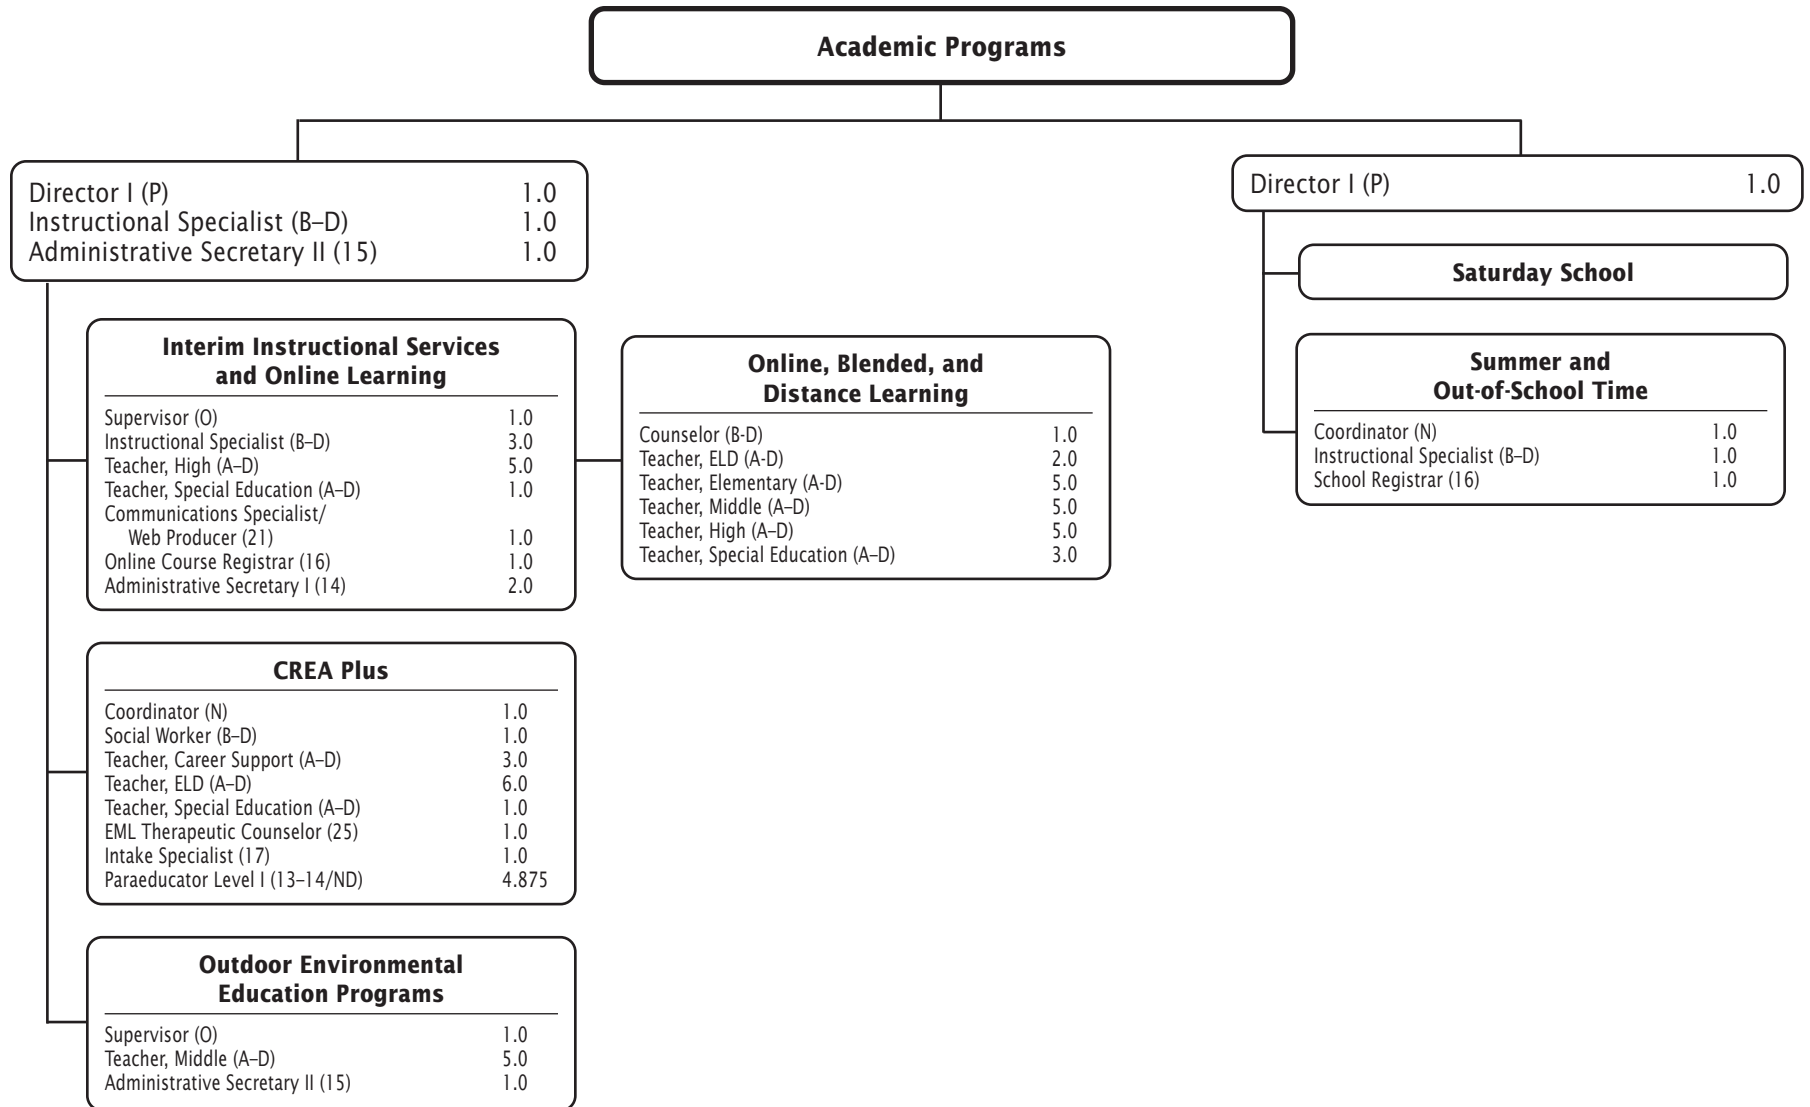 Academic Programs
Director I (P) 1.0
Instructional Specialist (B–D) 1.0
Administrative Secretary II (15) 1.0
Interim Instructional Services
and Online Learning
Supervisor (O) 1.0
Instructional Specialist (B–D) 3.0
Teacher, High (A–D) 5.0
Teacher, Special Education (A–D) 1.0
Communications Specialist/
Web Producer (21) 1.0
Online Course Registrar (16) 1.0
Administrative Secretary I (14) 2.0
Online, Blended, and
Distance Learning
Counselor (B-D) 1.0
Teacher, ELD (A-D) 2.0
Teacher, Elementary (A-D) 5.0
Teacher, Middle (A–D) 5.0
Teacher, High (A–D) 5.0
Teacher, Special Education (A–D) 3.0
CREA Plus
Coordinator (N) 1.0
Social Worker (B–D) 1.0
Teacher, Career Support (A–D) 3.0
Teacher, ELD (A–D) 6.0
Teacher, Special Education (A–D) 1.0
EML Therapeutic Counselor (25) 1.0
Intake Specialist (17) 1.0
Paraeducator Level I (13–14/ND) 4.875
Outdoor Environmental
Education Programs
Supervisor (O) 1.0
Teacher, Middle (A–D) 5.0
Administrative Secretary II (15) 1.0
Director I (P) 1.0
Saturday School
Summer and
Out-of-School Time
Coordinator (N) 1.0
Instructional Specialist (B–D) 1.0
School Registrar (16) 1.0